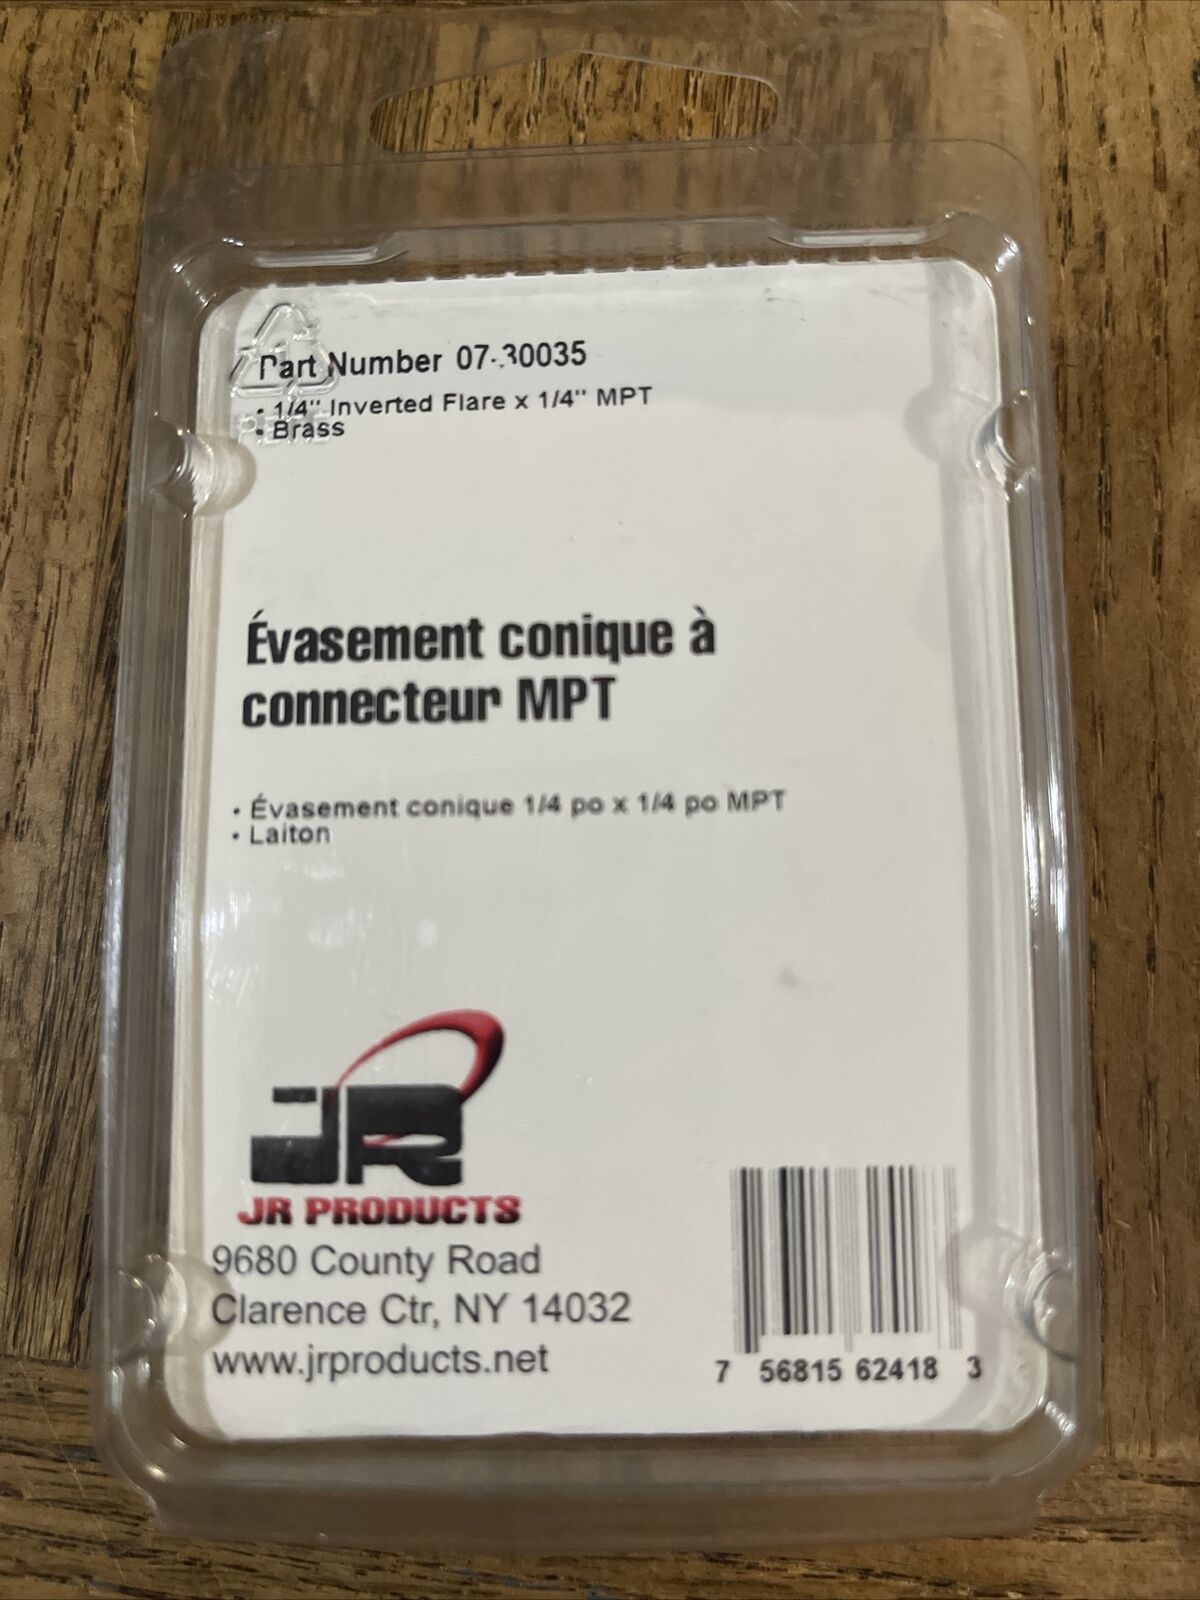 Part Number 07-30035
• 1/4" Inverted Flare x 1/4" MPT
• Brass
Évasement conique à
connecteur MPT
• Évasement conique 1/4 po x 1/4 po MPT
• Laiton
JR
JR PRODUCTS
9680 County Road
Clarence Ctr, NY 14032
www.jrproducts.net
7 56815 62418 3